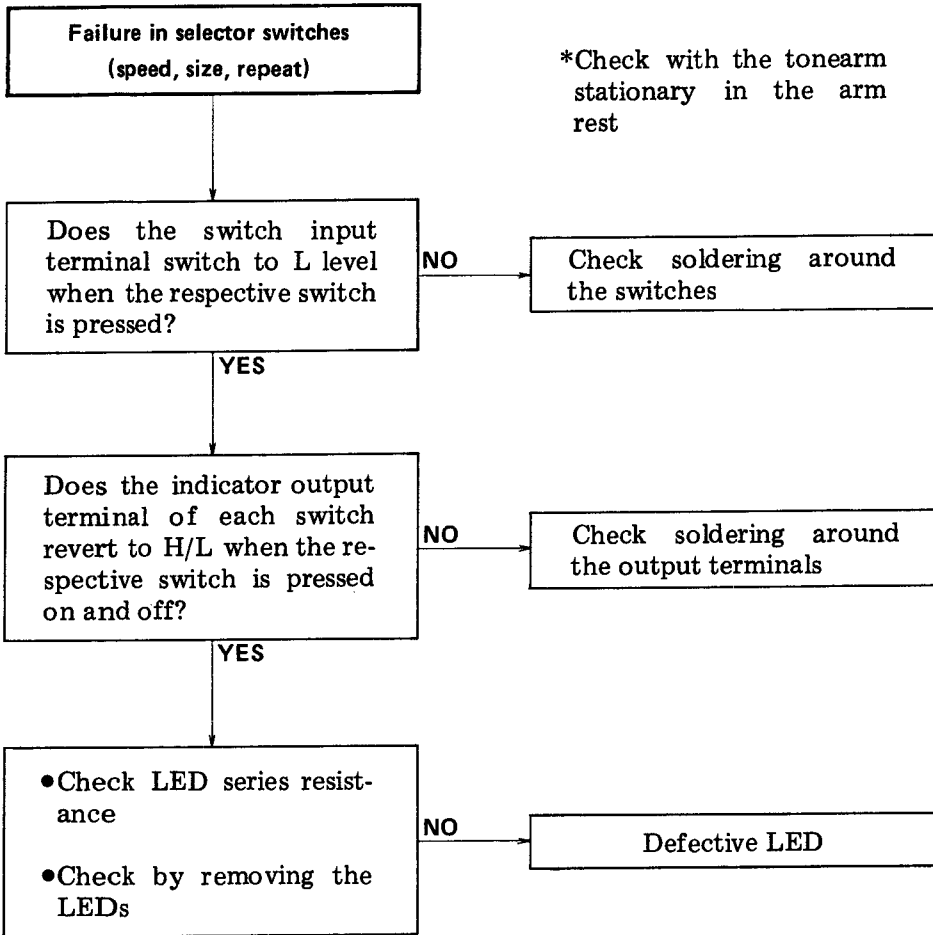 Failure in selector switches
(speed, size, repeat)
*Check with the tonearm
stationary in the arm
rest
Does the switch input
terminal switch to L level
when the respective switch
is pressed?
NO
Check soldering around
the switches
YES
Does the indicator output
terminal of each switch
revert to H/L when the re-
spective switch is pressed
on and off?
NO
Check soldering around
the output terminals
YES
•Check LED series resist-
ance
•Check by removing the
LEDs
NO
Defective LED